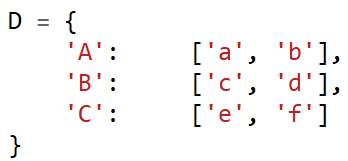 D = {
    'A':     ['a', 'b'],
    'B':     ['c', 'd'],
    'C':     ['e', 'f']
}